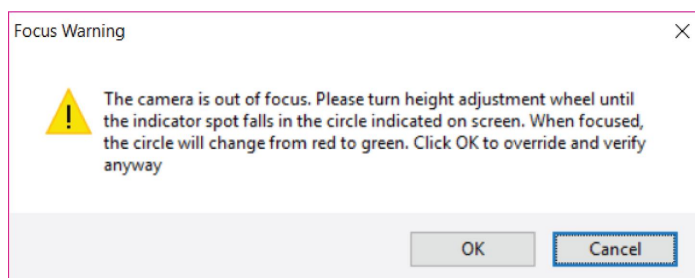 Focus Warning
The camera is out of focus. Please turn height adjustment wheel until
the indicator spot falls in the circle indicated on screen. When focused,
the circle will change from red to green. Click OK to override and verify
anyway
OK
Cancel